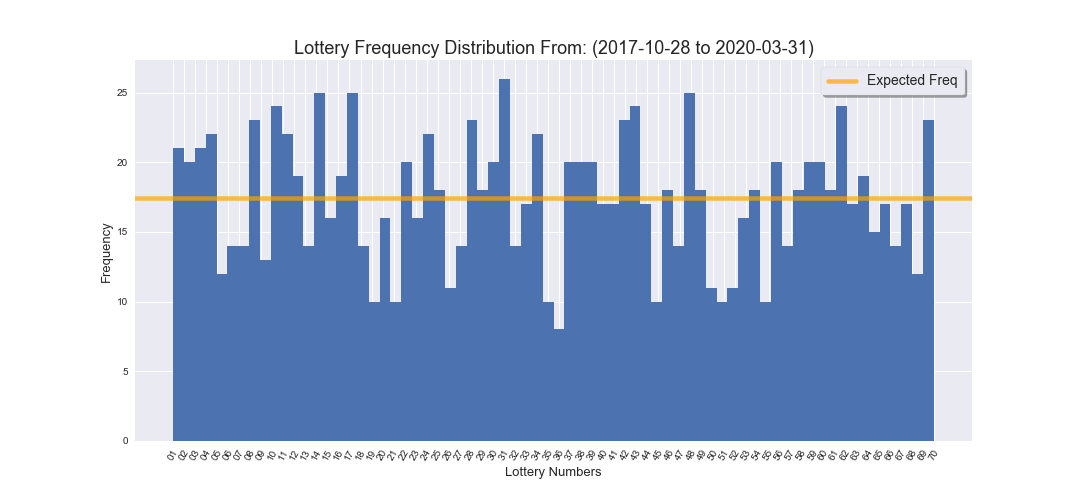 Lottery Frequency Distribution From: (2017-10-28 to 2020-03-31)
Expected Freq
25
20
15
10
5
0
Frequency
01 02 03 04 05 06 07 08 09 10 11 12 13 14 15 16 17 18 19 20 21 22 23 24 25 26 27 28 29 30 31 32 33 34 35 36 37 38 39 40 41 42 43 44 45 46 47 48 49 50 51 52 53 54 55 56 57 58 59 60 61 62 63 64 65 66 67 68 69 70
Lottery Numbers